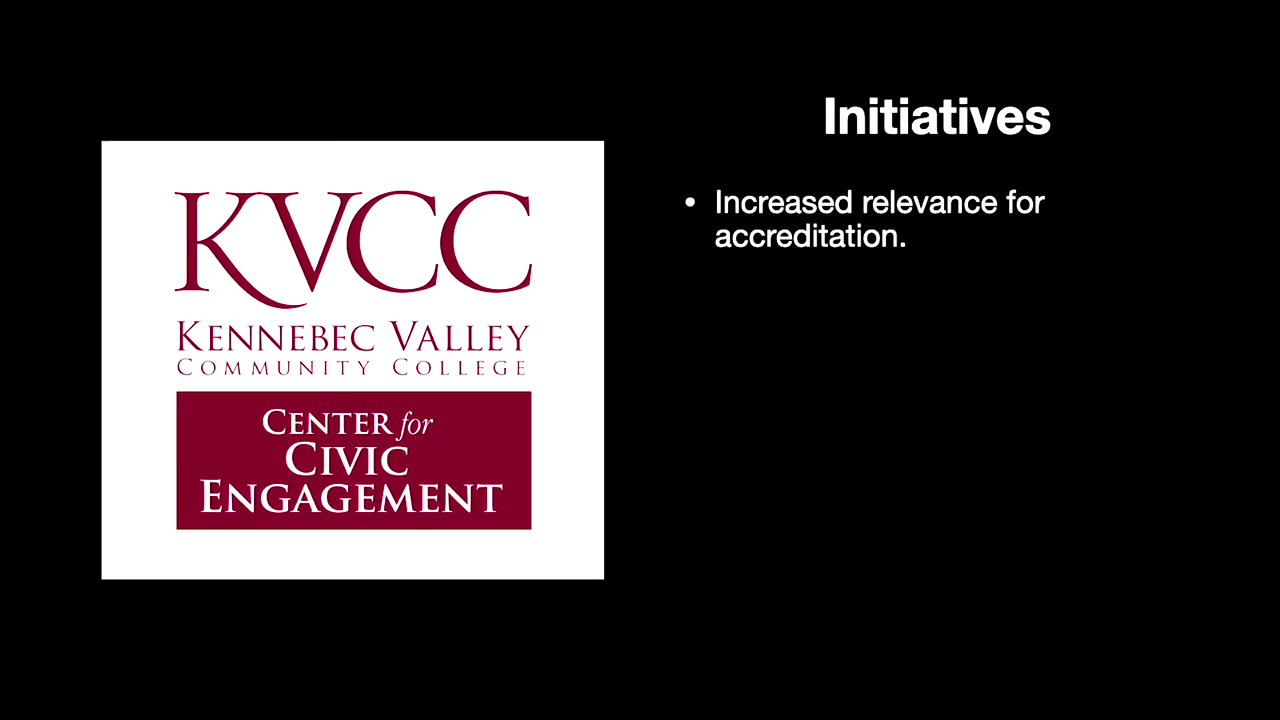 KVCC
KENNEBEC VALLEY
COMMUNITY COLLEGE
CENTER for
CIVIC
ENGAGEMENT
Initiatives
• Increased relevance for
accreditation.